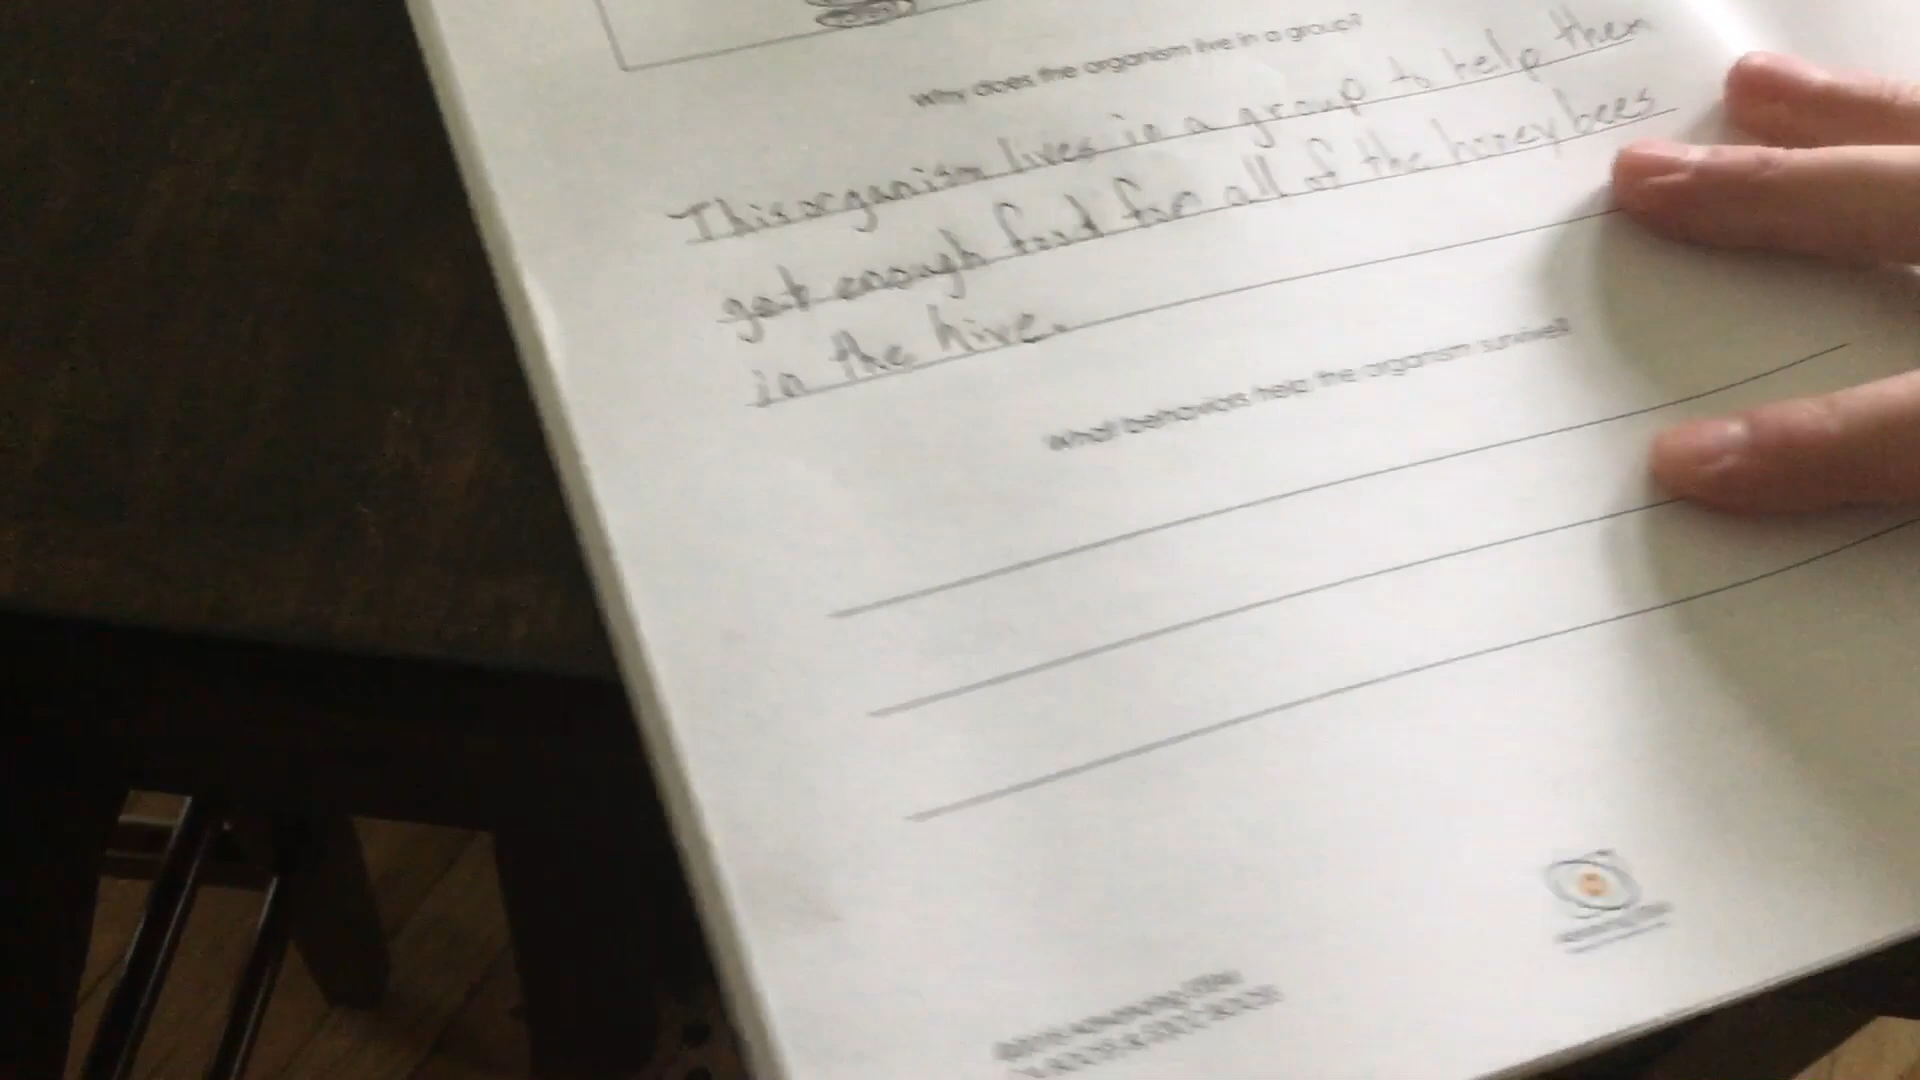 Why does the organism live in a group?
This organism lives in a group to help them
get enough food for all of the honey bees
in the hive.
What behaviors help the organism survive?